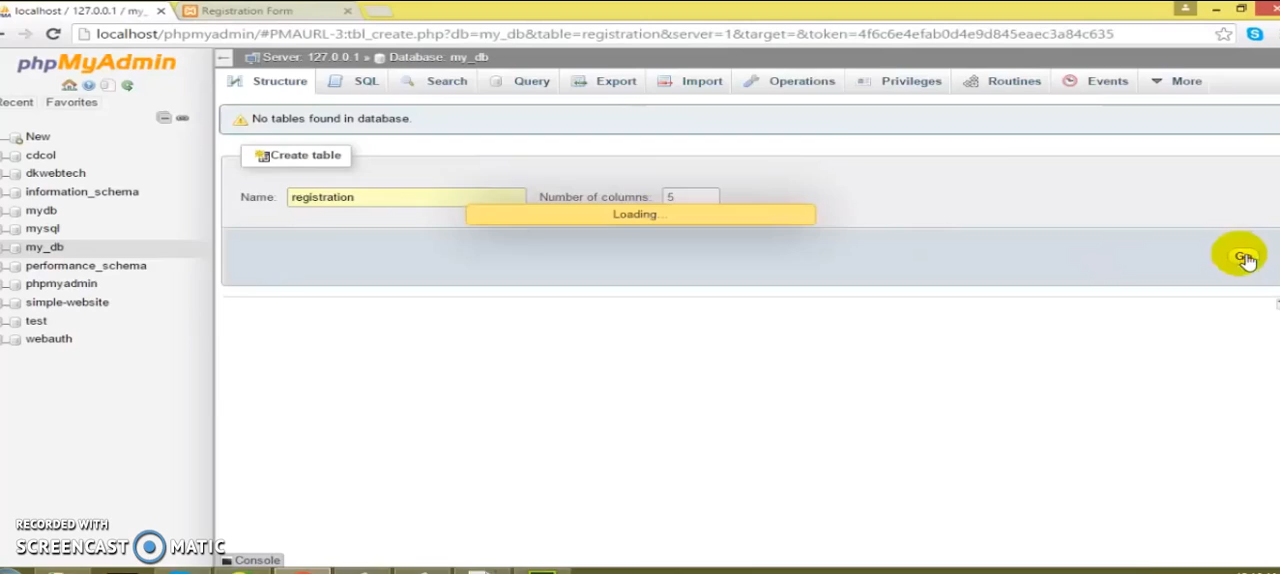 localhost / 127.0.0.1 / my_ Registration Form
localhost/phpmyadmin/#PMAURL-3:tbl_create.php?db=my_db&table=registration&server=1&target=&token=4f6c6e4efab0d4e9d845eaec3a84c635
phpMyAdmin
Server: 127.0.0.1 » Database: my_db
Structure SQL Search Query Export Import Operations Privileges Routines Events More
Recent Favorites
No tables found in database.
New
cdcol
dkwebtech
information_schema
mydb
mysql
my_db
performance_schema
phpmyadmin
simple-website
test
webauth
Create table
Name: registration Number of columns: 5
Loading...
RECORDED WITH
SCREENCAST MATIC
Console